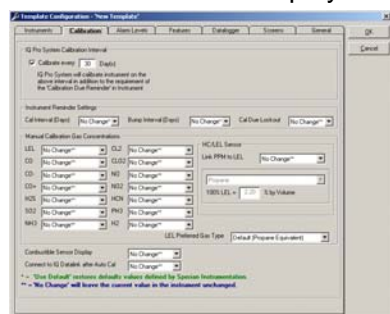 Template Configuration - 'New Template'
Instruments Calibration Alarm Levels Features Datalogger Screens General
OK
Cancel
IQ Pro System Calibration Interval
Calibrate every 30 Day(s)
IQ Pro System will calibrate instrument on the
above interval in addition to the requirement of
the 'Calibration Due Reminder' in Instrument
Instrument Reminder Settings
Cal Interval (Days) No Change** Bump Interval (Days) No Change** Cal Due Lockout No Change**
Manual Calibration Gas Concentrations
LEL No Change** CL2 No Change**
CO No Change** CLO2 No Change**
CO- No Change** NO No Change**
CO+ No Change** NO2 No Change**
H2S No Change** HCN No Change**
SO2 No Change** PH3 No Change**
NH3 No Change** H2 No Change**
HC/LEL Sensor
Link PPM to LEL No Change**
Propane
100% LEL = 2.20 % by Volume
LEL Preferred Gas Type Default (Propane Equivalent)
Combustible Sensor Display No Change**
Connect to IQ Datalink after Auto Cal No Change**
* = 'Use Default' restores defaults values defined by Sperian Instrumentation.
** = 'No Change' will leave the current value in the instrument unchanged.